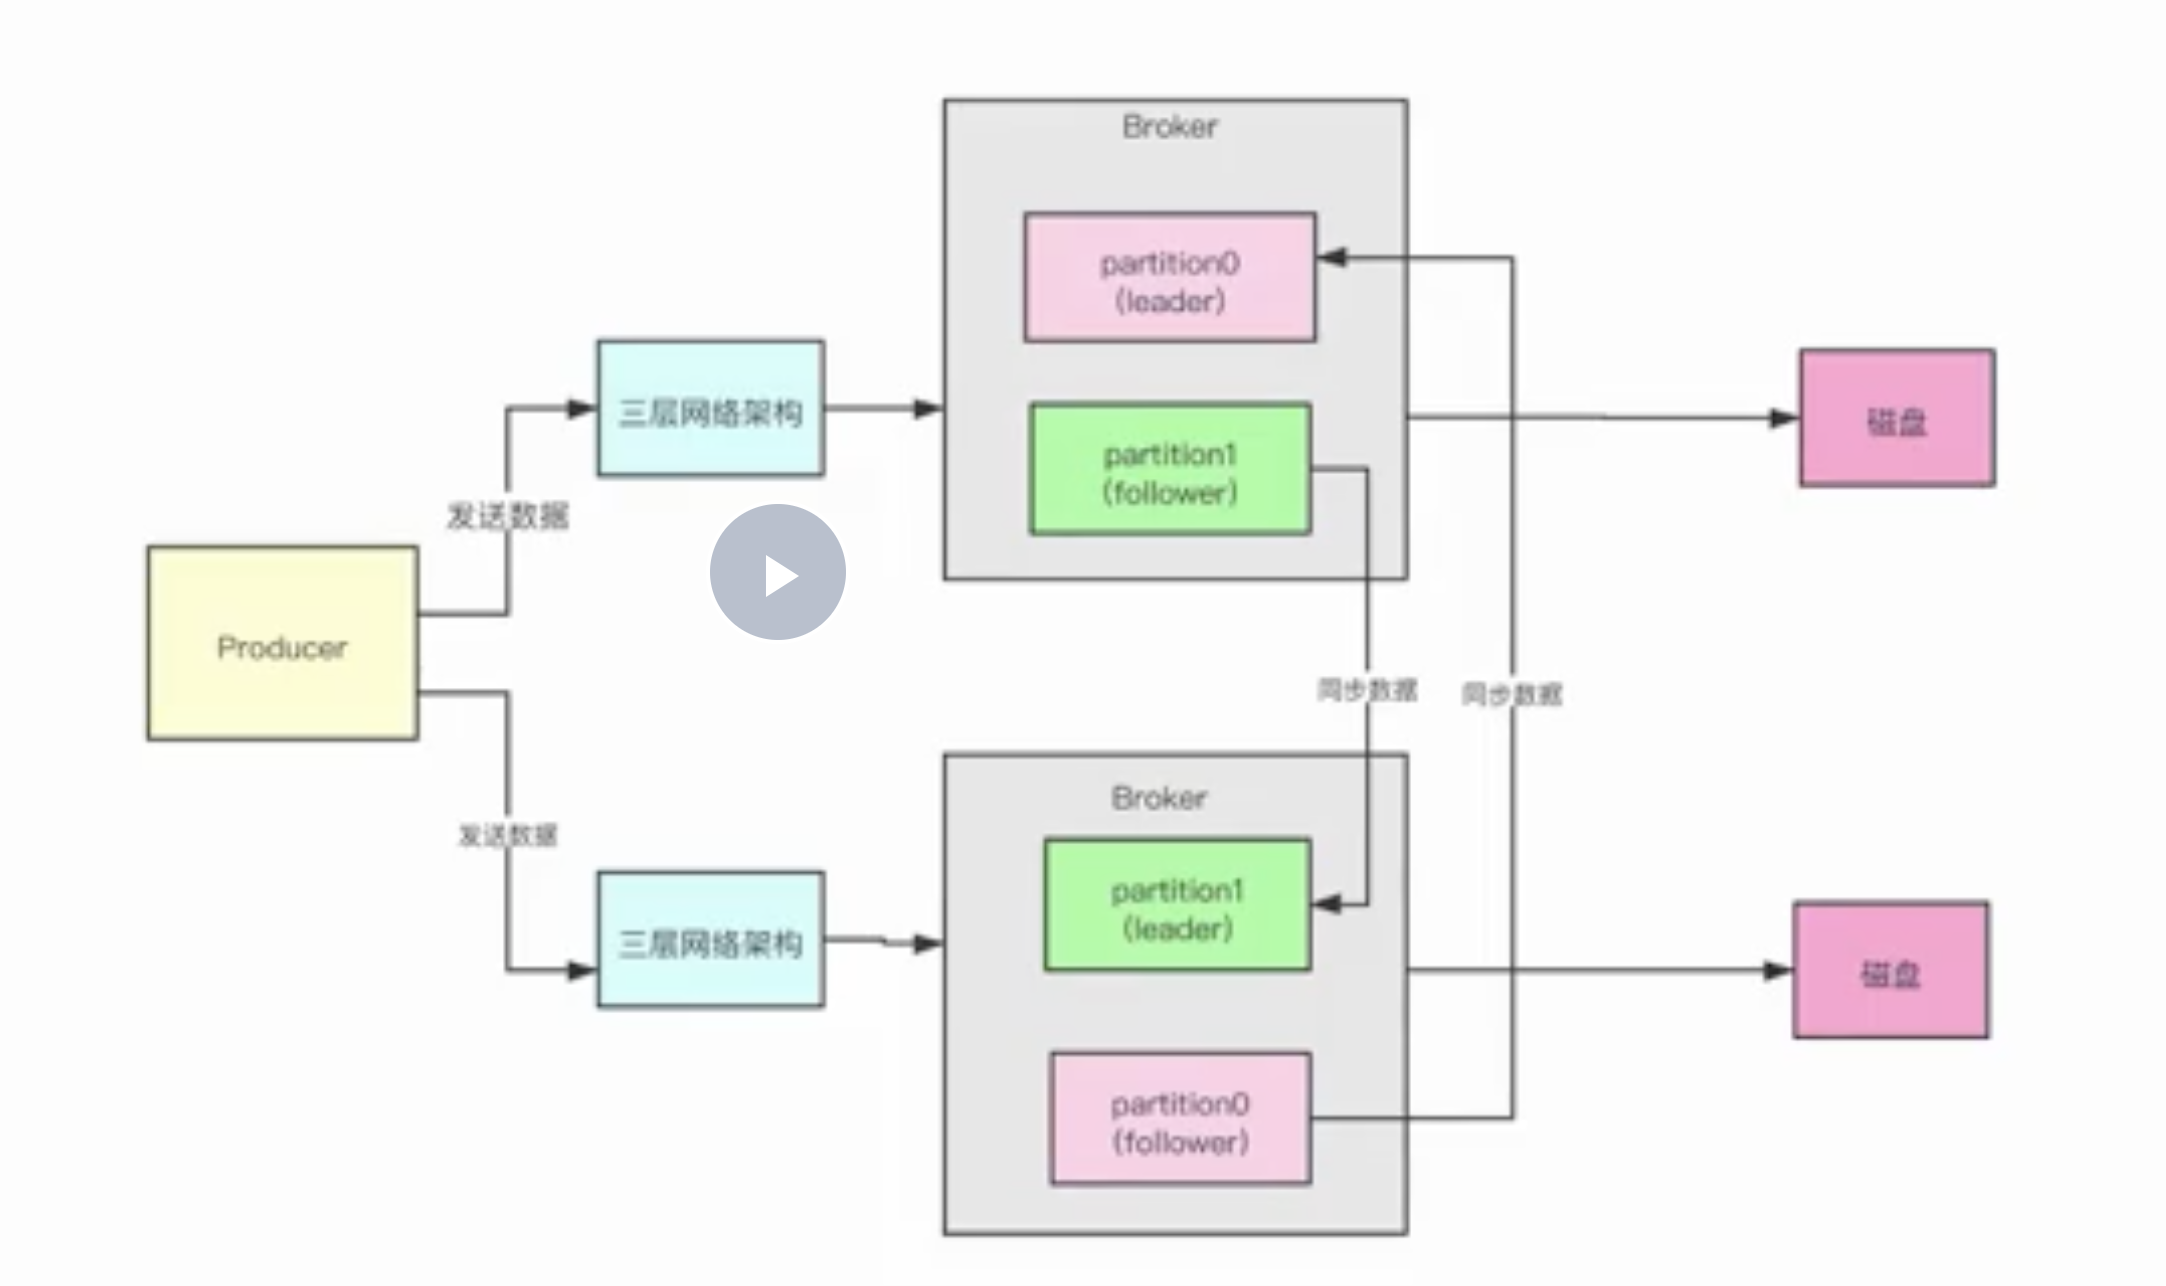 Broker
partition0
(leader)
三层网络架构
磁盘
partition1
(follower)
发送数据
Producer
同步数据
同步数据
Broker
发送数据
partition1
(leader)
三层网络架构
磁盘
partition0
(follower)